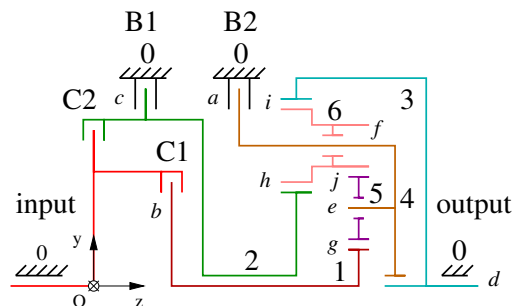 B1 B2
0 0
c a i 3
C2 6 f
C1
h j
b 5
e 4
input g output
0 y 2 1 0
O z d